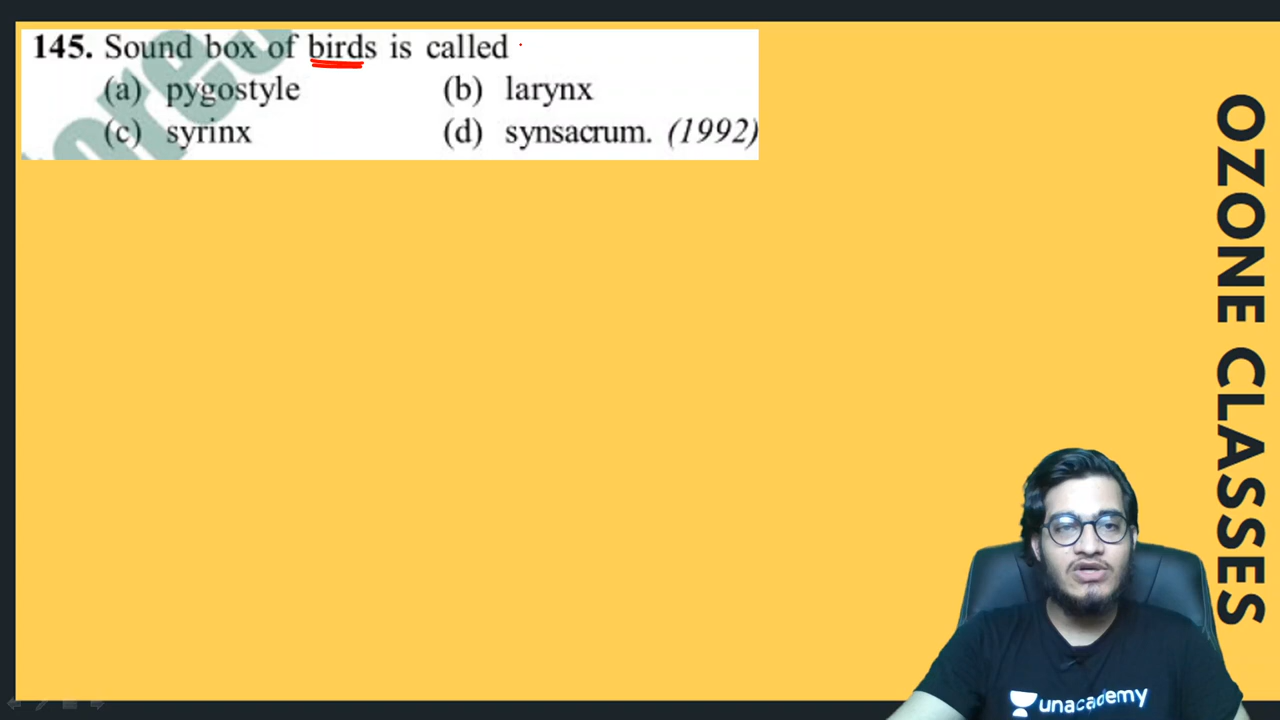 145. Sound box of birds is called
(a) pygostyle (b) larynx
(c) syrinx (d) synsacrum. (1992)
OZONE CLASSES
unacademy